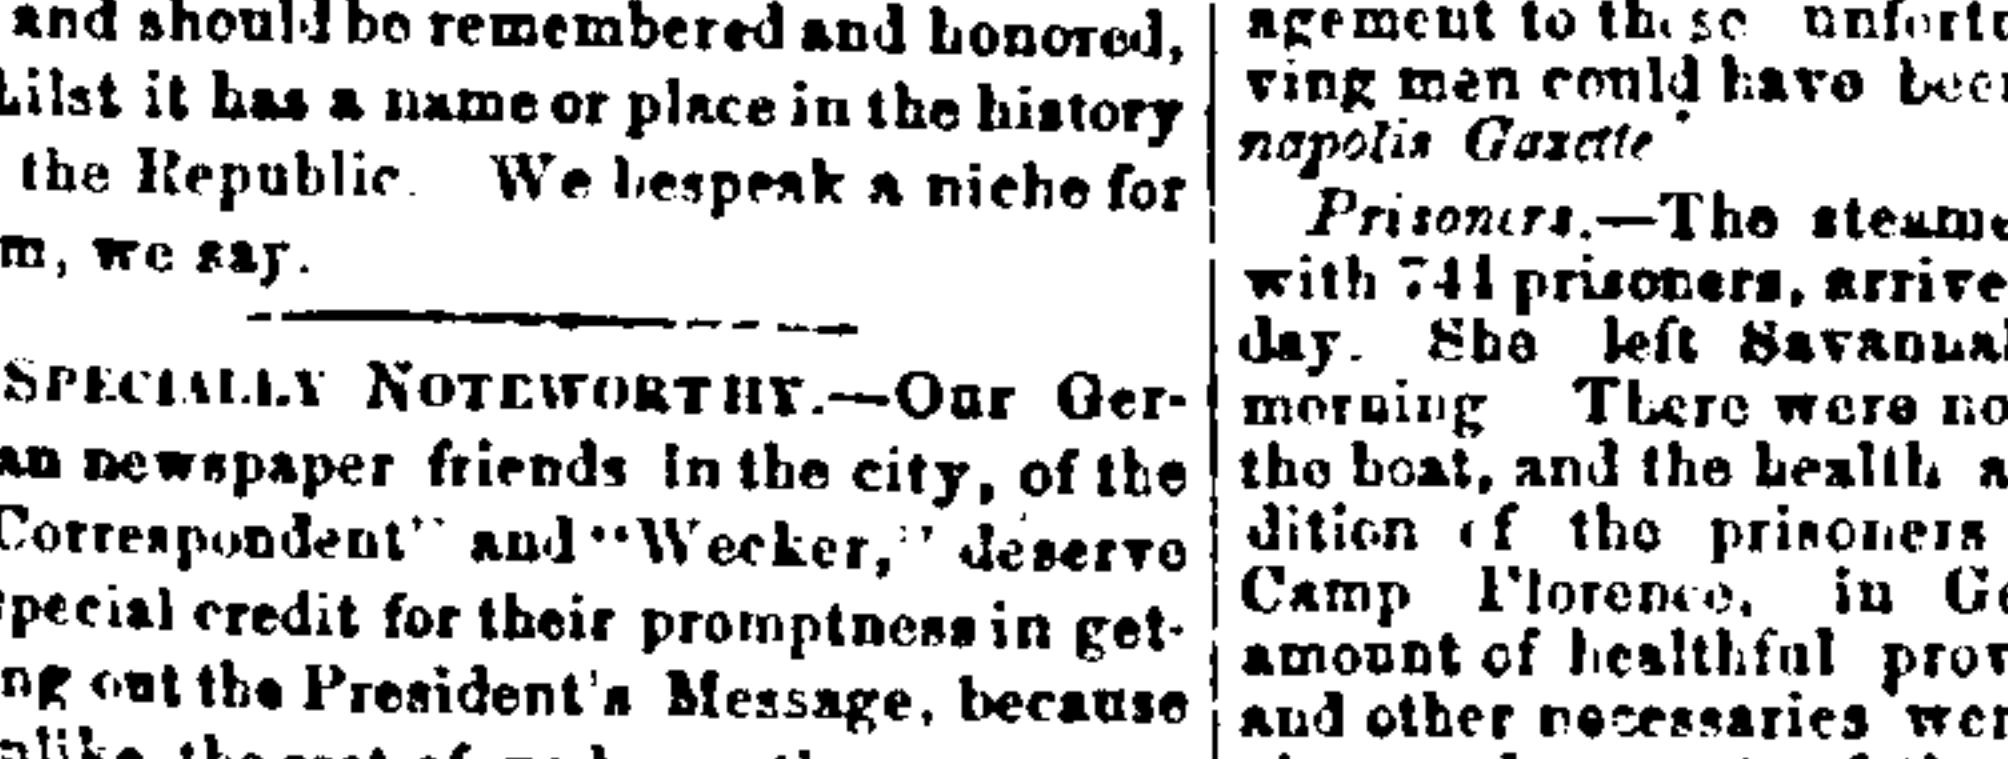 and should be remembered and honored,
hilst it has a name or place in the history
the Republic. We bespeak a niche for
m, we say.
SPECIALLY NOTEWORTHY.—Our Ger-
an newspaper friends in the city, of the
Correspondent" and "Wecker," deserve
special credit for their promptness in get-
ng out the President's Message, because
agement to these unfortu
ving men could have been
napolis Gazette
Prisoners.—The steame
with 741 prisoners, arrive
day. She left Savannah
morning There were no
the boat, and the health a
dition of the prisoners
Camp Florence, in Ge
amount of healthful prov
and other necessaries wer